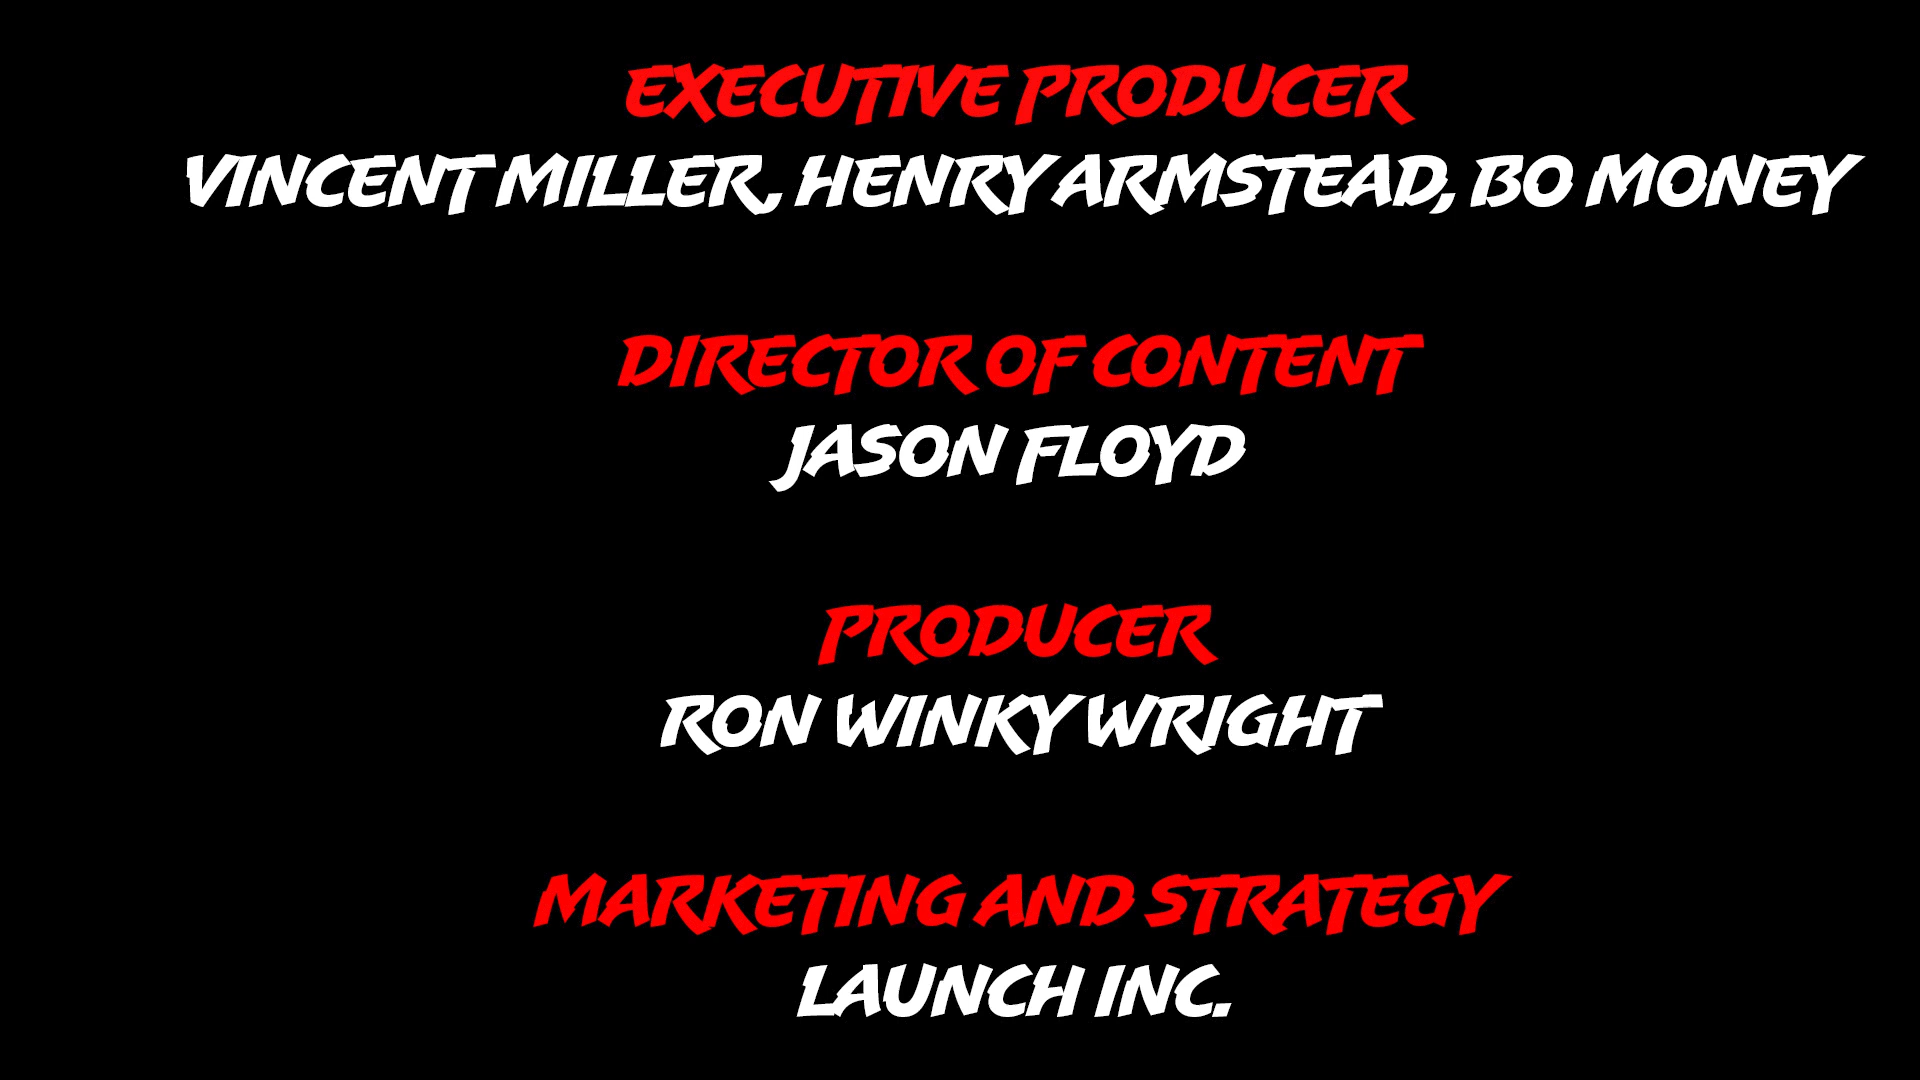 EXECUTIVE PRODUCER
VINCENT MILLER, HENRY ARMSTEAD, BO MONEY
DIRECTOR OF CONTENT
JASON FLOYD
PRODUCER
RON WINKY WRIGHT
MARKETING AND STRATEGY
LAUNCH INC.